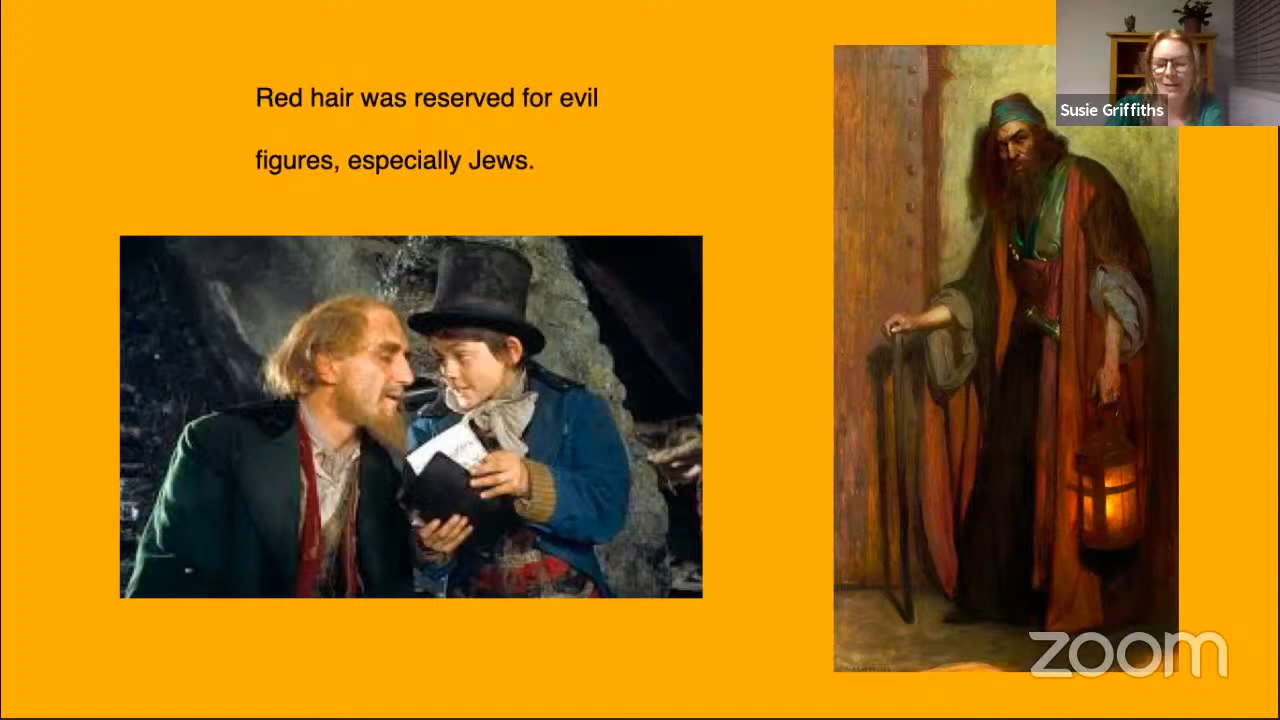 Red hair was reserved for evil
figures, especially Jews.
Susie Griffiths
zoom